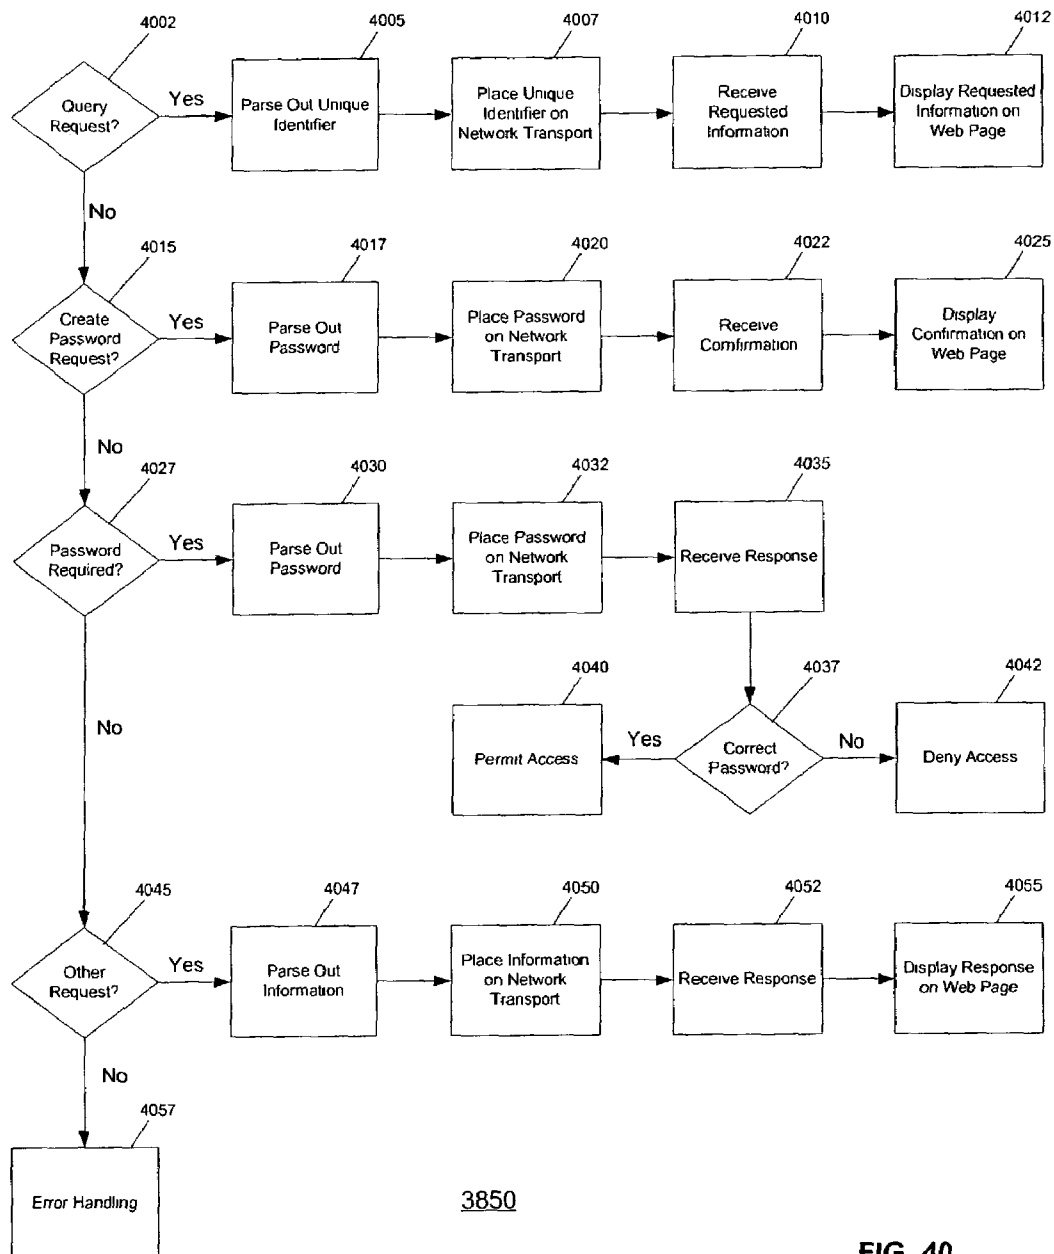 4002
4005
4007
4010
4012
Query
Request?
Yes
Parse Out Unique
Identifier
Place Unique
Identifier on
Network Transport
Receive
Requested
Information
Display Requested
Information on
Web Page
No
4015
4017
4020
4022
4025
Create
Password
Request?
Yes
Parse Out
Password
Place Password
on Network
Transport
Receive
Comfirmation
Display
Confirmation on
Web Page
No
4027
4030
4032
4035
Password
Required?
Yes
Parse Out
Password
Place Password
on Network
Transport
Receive Response
No
4040
4037
4042
Permit Access
Yes
Correct
Password?
No
Deny Access
4045
4047
4050
4052
4055
Other
Request?
Yes
Parse Out
Information
Place Information
on Network
Transport
Receive Response
Display Response
on Web Page
No
4057
Error Handling
3850
FIG. 40